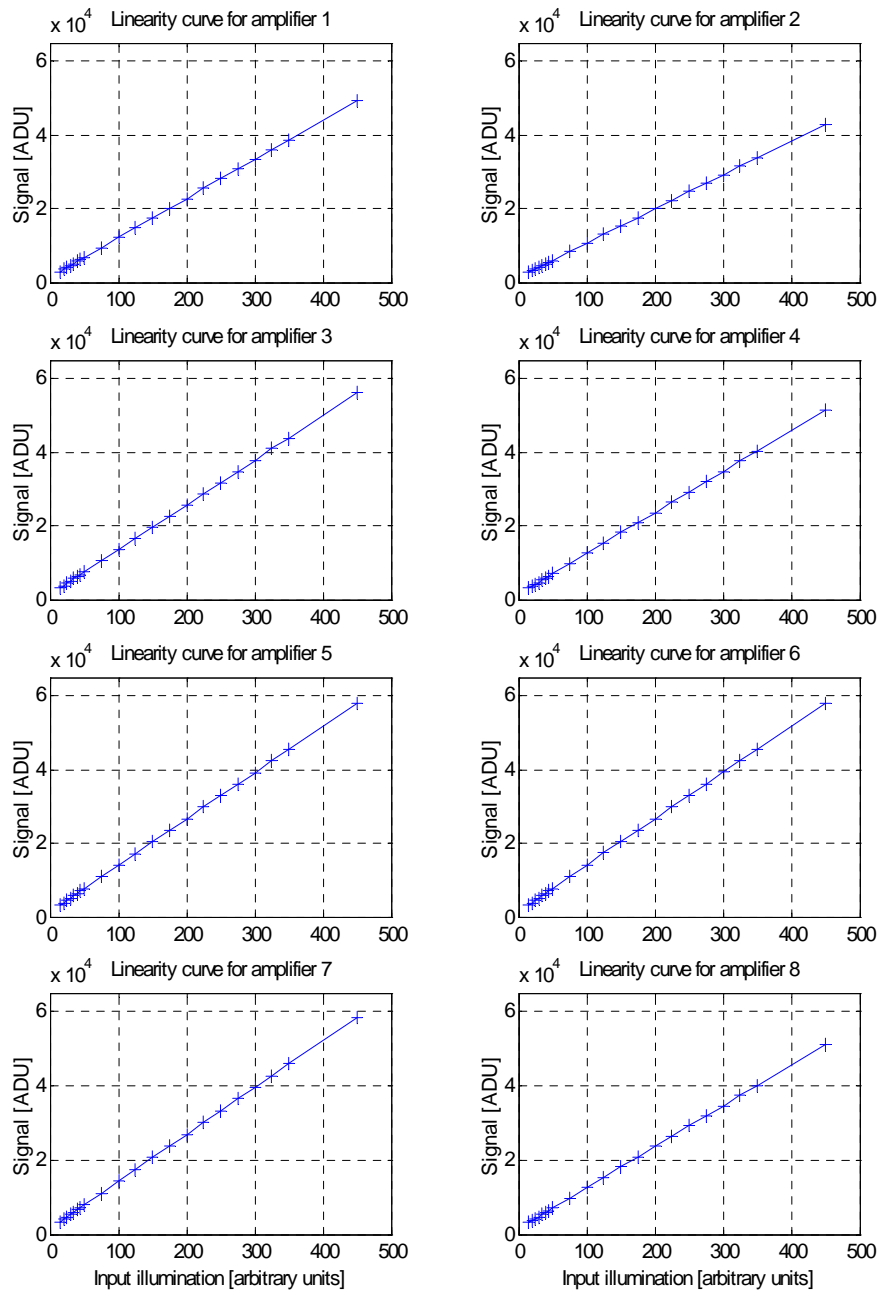 x 10^4 Linearity curve for amplifier 1
Signal [ADU]
6
4
2
0
0 100 200 300 400 500
x 10^4 Linearity curve for amplifier 2
Signal [ADU]
6
4
2
0
0 100 200 300 400 500
x 10^4 Linearity curve for amplifier 3
Signal [ADU]
6
4
2
0
0 100 200 300 400 500
x 10^4 Linearity curve for amplifier 4
Signal [ADU]
6
4
2
0
0 100 200 300 400 500
x 10^4 Linearity curve for amplifier 5
Signal [ADU]
6
4
2
0
0 100 200 300 400 500
x 10^4 Linearity curve for amplifier 6
Signal [ADU]
6
4
2
0
0 100 200 300 400 500
x 10^4 Linearity curve for amplifier 7
Signal [ADU]
6
4
2
0
0 100 200 300 400 500
Input illumination [arbitrary units]
x 10^4 Linearity curve for amplifier 8
Signal [ADU]
6
4
2
0
0 100 200 300 400 500
Input illumination [arbitrary units]